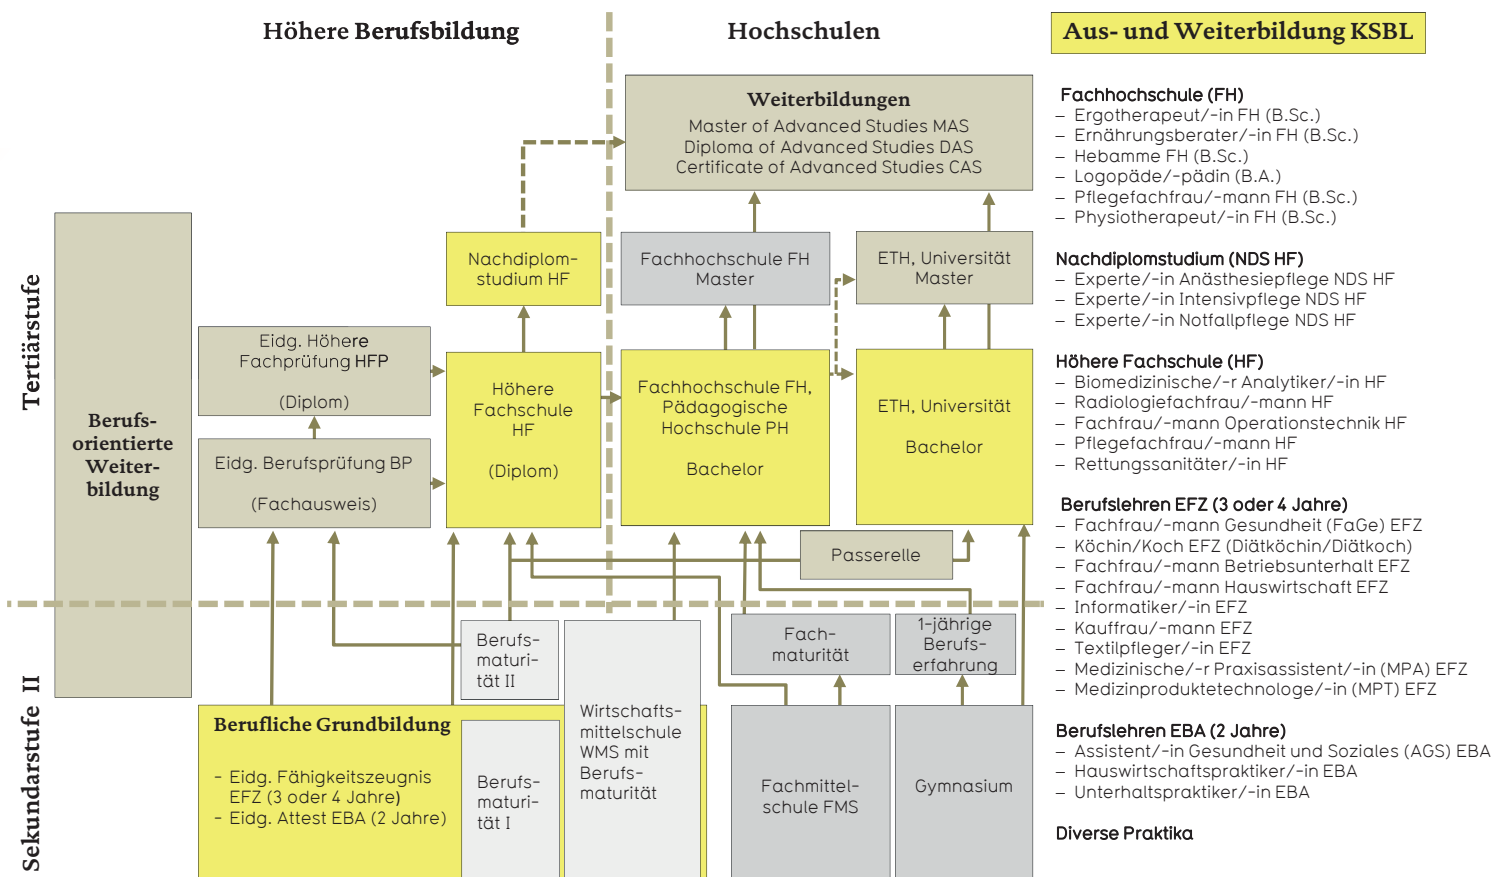 Höhere Berufsbildung
Hochschulen
Aus- und Weiterbildung KSBL
Tertiärstufe
Sekundarstufe II
Berufs-
orientierte
Weiter-
bildung
Weiterbildungen
Master of Advanced Studies MAS
Diploma of Advanced Studies DAS
Certificate of Advanced Studies CAS
Nachdiplom-
studium HF
Fachhochschule FH
Master
ETH, Universität
Master
Eidg. Höhere
Fachprüfung HFP
(Diplom)
Eidg. Berufsprüfung BP
(Fachausweis)
Höhere
Fachschule
HF
(Diplom)
Fachhochschule FH,
Pädagogische
Hochschule PH
Bachelor
ETH, Universität
Bachelor
Passerelle
Berufs-
maturi-
tät II
Fach-
maturität
1-jährige
Berufs-
erfahrung
Berufliche Grundbildung
- Eidg. Fähigkeitszeugnis
EFZ (3 oder 4 Jahre)
- Eidg. Attest EBA (2 Jahre)
Berufs-
maturi-
tät I
Wirtschafts-
mittelschule
WMS mit
Berufs-
maturität
Fachmittel-
schule FMS
Gymnasium
Fachhochschule (FH)
– Ergotherapeut/-in FH (B.Sc.)
– Ernährungsberater/-in FH (B.Sc.)
– Hebamme FH (B.Sc.)
– Logopäde/-pädin (B.A.)
– Pflegefachfrau/-mann FH (B.Sc.)
– Physiotherapeut/-in FH (B.Sc.)
Nachdiplomstudium (NDS HF)
– Experte/-in Anästhesiepflege NDS HF
– Experte/-in Intensivpflege NDS HF
– Experte/-in Notfallpflege NDS HF
Höhere Fachschule (HF)
– Biomedizinische/-r Analytiker/-in HF
– Radiologiefachfrau/-mann HF
– Fachfrau/-mann Operationstechnik HF
– Pflegefachfrau/-mann HF
– Rettungssanitäter/-in HF
Berufslehren EFZ (3 oder 4 Jahre)
– Fachfrau/-mann Gesundheit (FaGe) EFZ
– Köchin/Koch EFZ (Diätköchin/Diätkoch)
– Fachfrau/-mann Betriebsunterhalt EFZ
– Fachfrau/-mann Hauswirtschaft EFZ
– Informatiker/-in EFZ
– Kauffrau/-mann EFZ
– Textilpfleger/-in EFZ
– Medizinische/-r Praxisassistent/-in (MPA) EFZ
– Medizinproduktetechnologe/-in (MPT) EFZ
Berufslehren EBA (2 Jahre)
– Assistent/-in Gesundheit und Soziales (AGS) EBA
– Hauswirtschaftspraktiker/-in EBA
– Unterhaltspraktiker/-in EBA
Diverse Praktika